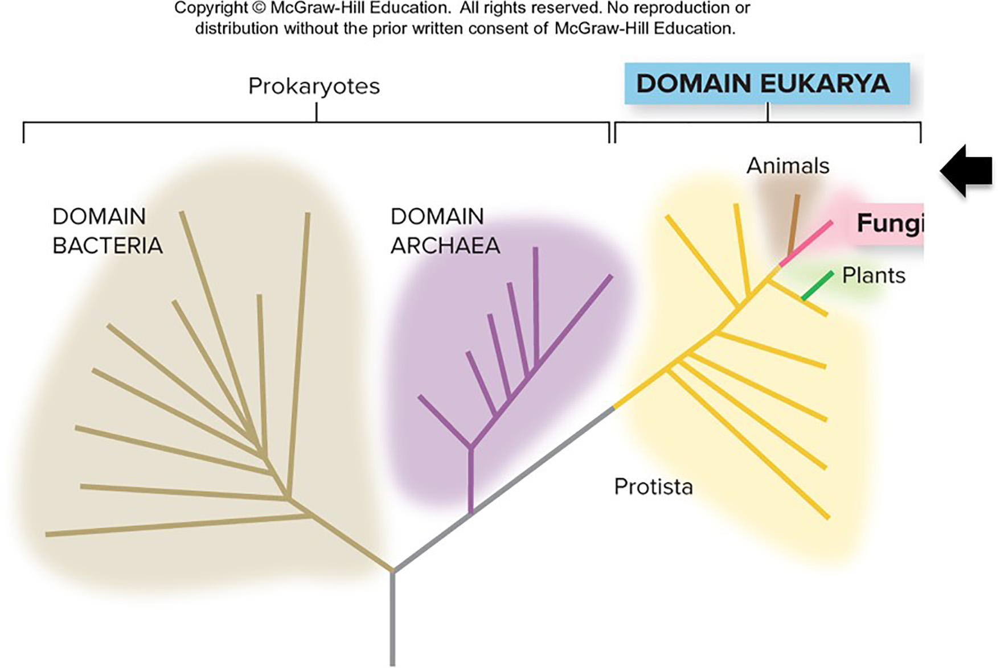 Copyright © McGraw-Hill Education. All rights reserved. No reproduction or
distribution without the prior written consent of McGraw-Hill Education.
Prokaryotes
DOMAIN EUKARYA
Animals
DOMAIN
BACTERIA
DOMAIN
ARCHAEA
Fungi
Plants
Protista